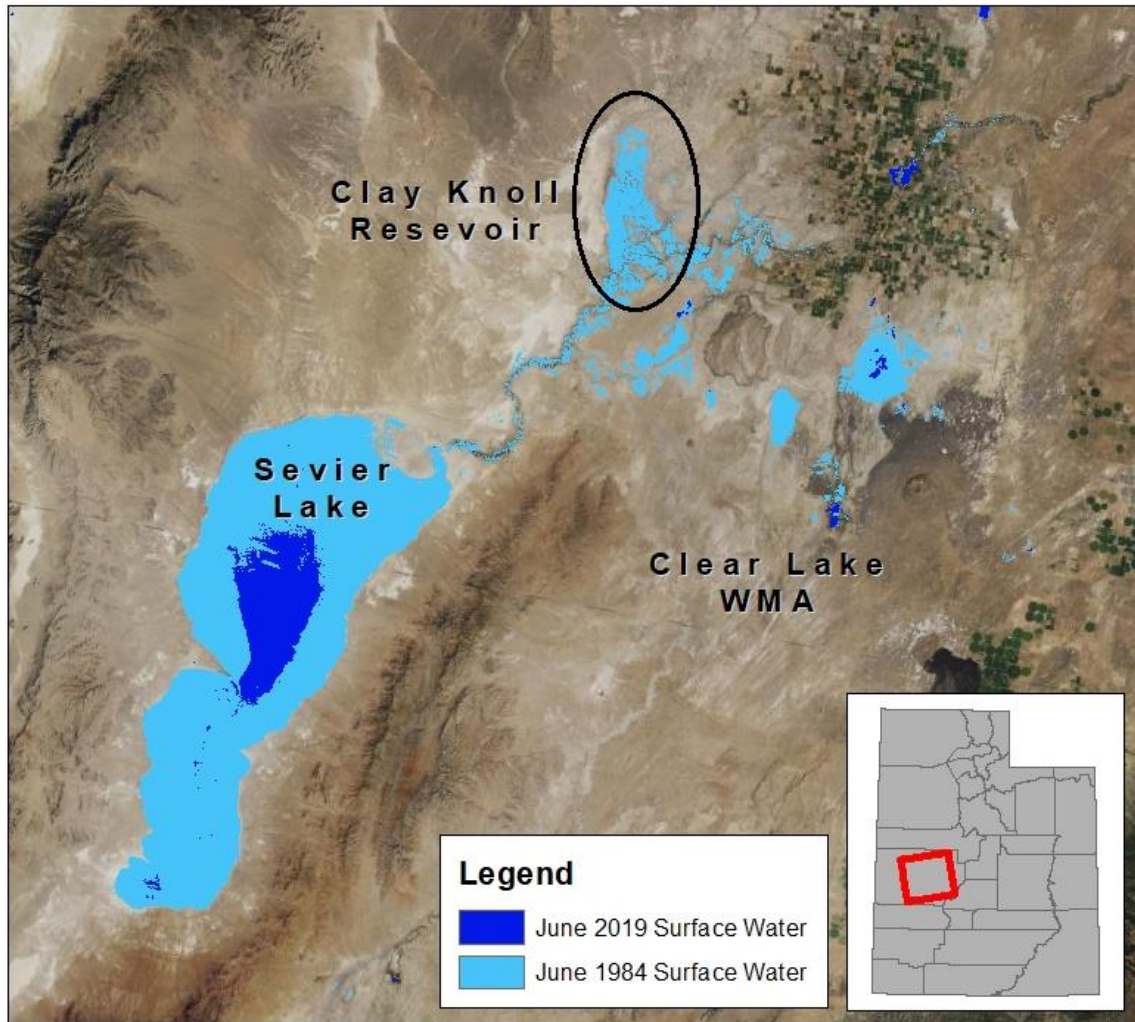 Clay Knoll
Resevoir
Sevier
Lake
Clear Lake
WMA
Legend
June 2019 Surface Water
June 1984 Surface Water